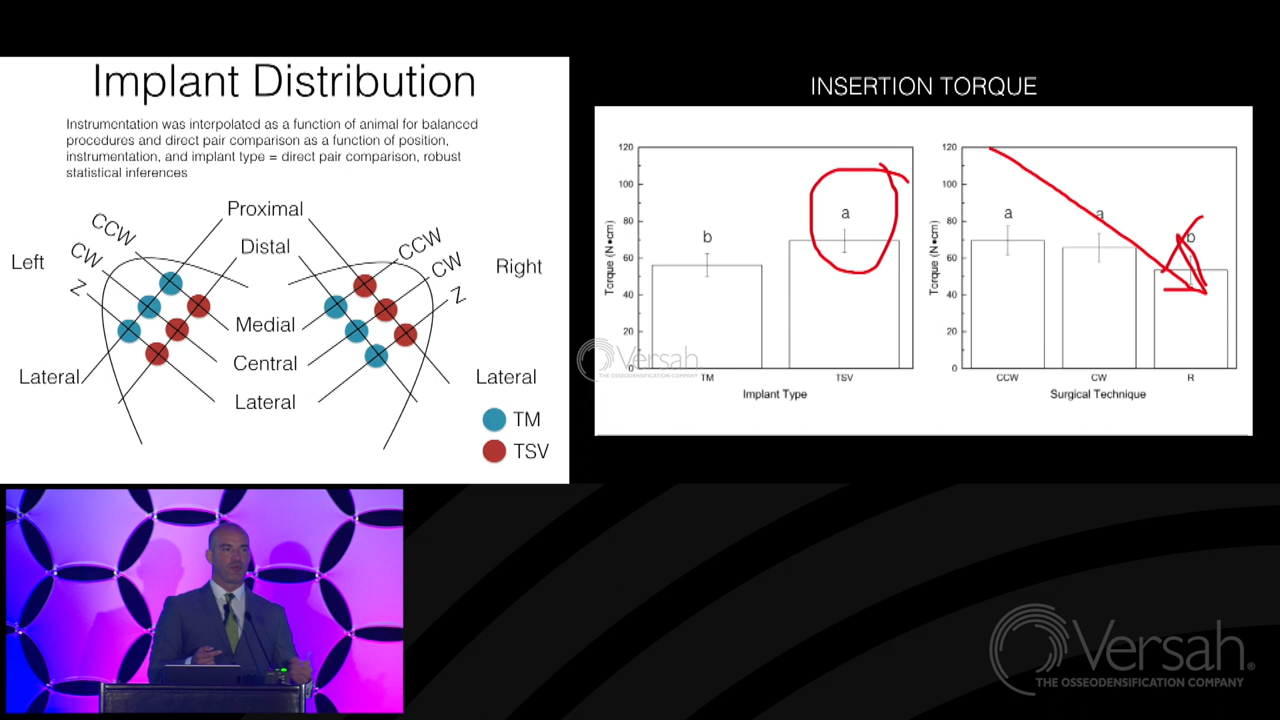 Implant Distribution
Instrumentation was interpolated as a function of animal for balanced
procedures and direct pair comparison as a function of position,
instrumentation, and implant type = direct pair comparison, robust
statistical inferences
Proximal
Distal
CCW
CW
Z
Left
CCW
CW
Z
Right
Medial
Central
Lateral
Lateral
Lateral
TM
TSV
INSERTION TORQUE
120
100
80
60
40
20
0
Torque (N•cm)
b
a
TM
TSV
Implant Type
120
100
80
60
40
20
0
Torque (N•cm)
a
a
b
CCW
CW
R
Surgical Technique
Versah
THE OSSEODENSIFICATION COMPANY
Versah®
THE OSSEODENSIFICATION COMPANY